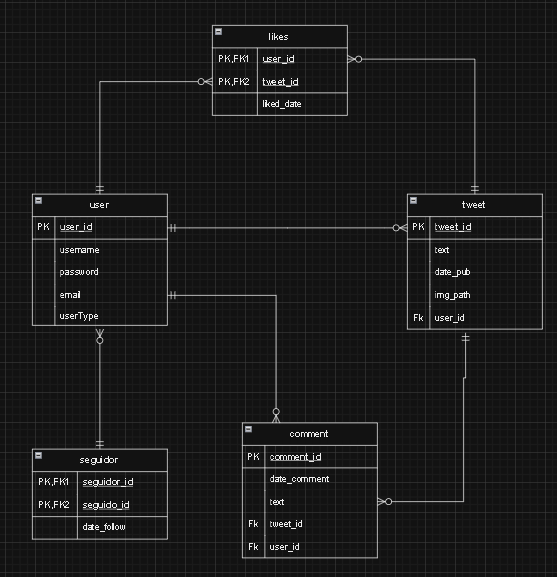 likes
PK,FK1 user_id
PK,FK2 tweet_id
liked_date
user
PK user_id
username
password
email
userType
tweet
PK tweet_id
text
date_pub
img_path
Fk user_id
seguidor
PK,FK1 seguidor_id
PK,FK2 seguido_id
date_follow
comment
PK comment_id
date_comment
text
Fk tweet_id
Fk user_id